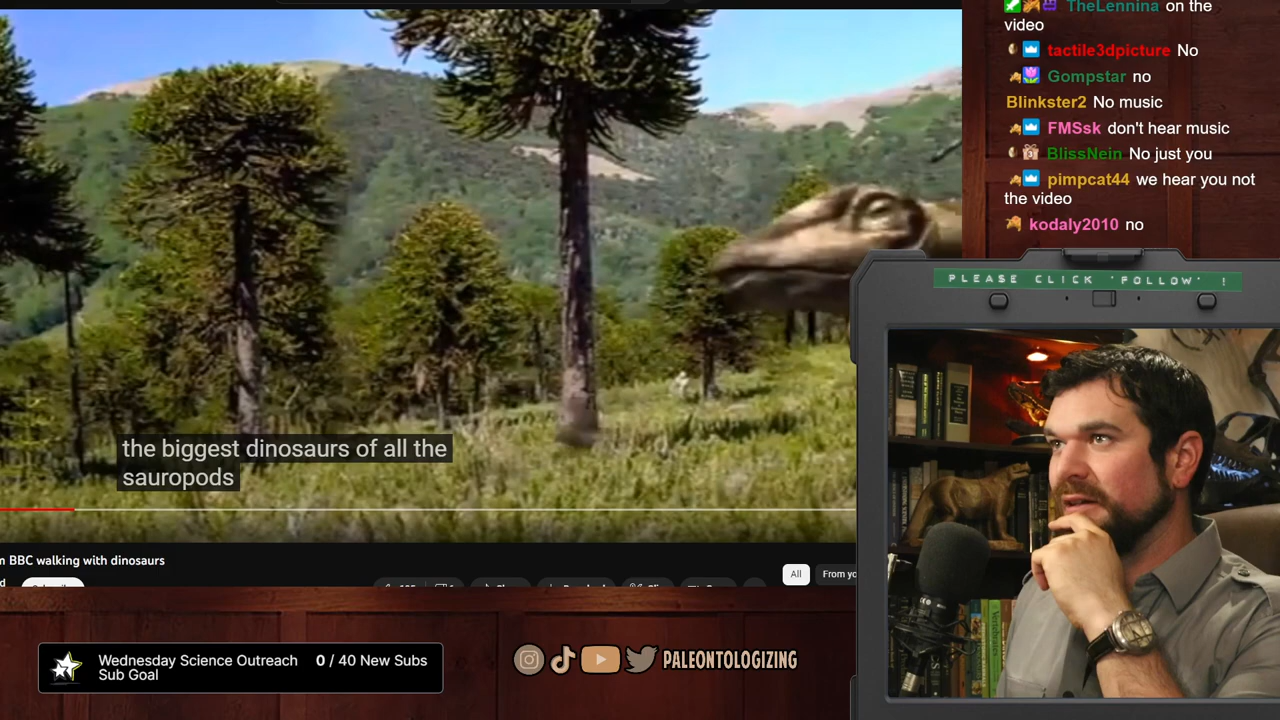 TheLennina on the
video
tactile3dpicture No
Gompstar no
Blinkster2 No music
FMSsk don't hear music
BlissNein No just you
pimpcat44 we hear you not
the video
kodaly2010 no
PLEASE CLICK "FOLLOW" !
the biggest dinosaurs of all the
sauropods
BBC walking with dinosaurs
All
From yo
Wednesday Science Outreach 0 / 40 New Subs
Sub Goal
PALEONTOLOGIZING